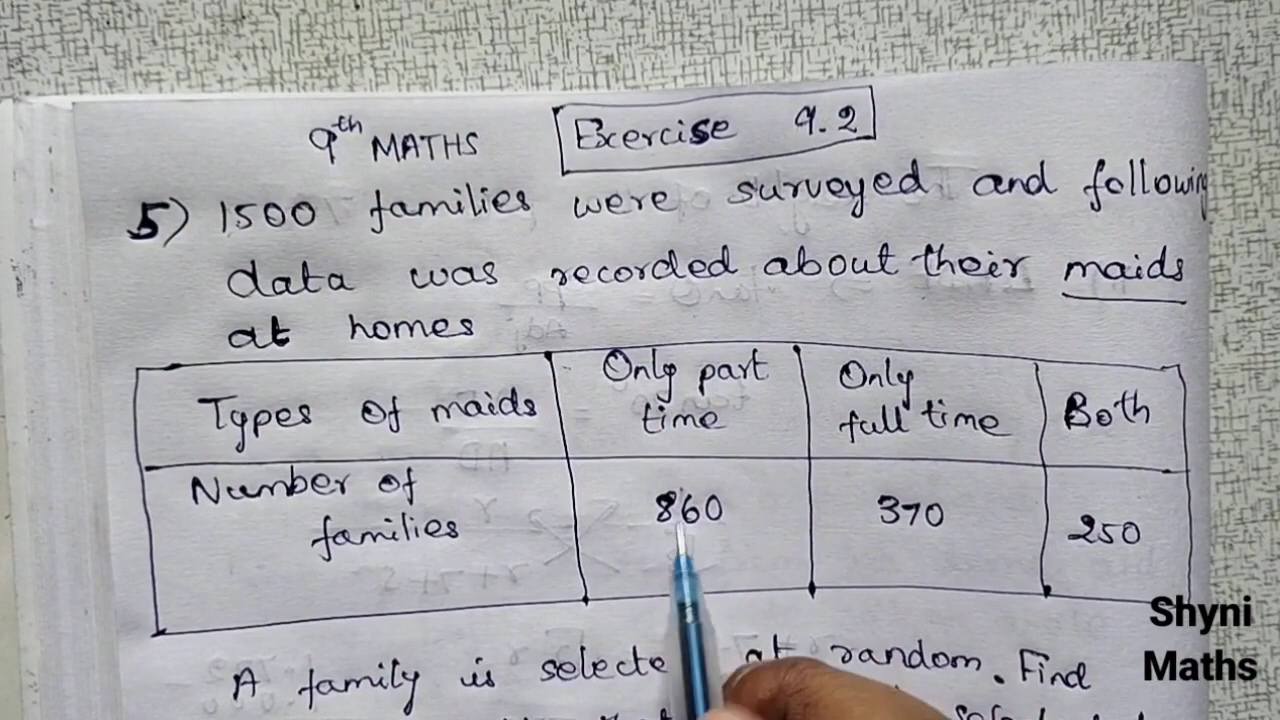 9th MATHS Exercise 9.2
5) 1500 families were surveyed and following
data was recorded about their maids
at homes
Types of maids Only part time Only full time Both
Number of families 860 370 250
A family is selecte at random. Find
Shyni
Maths